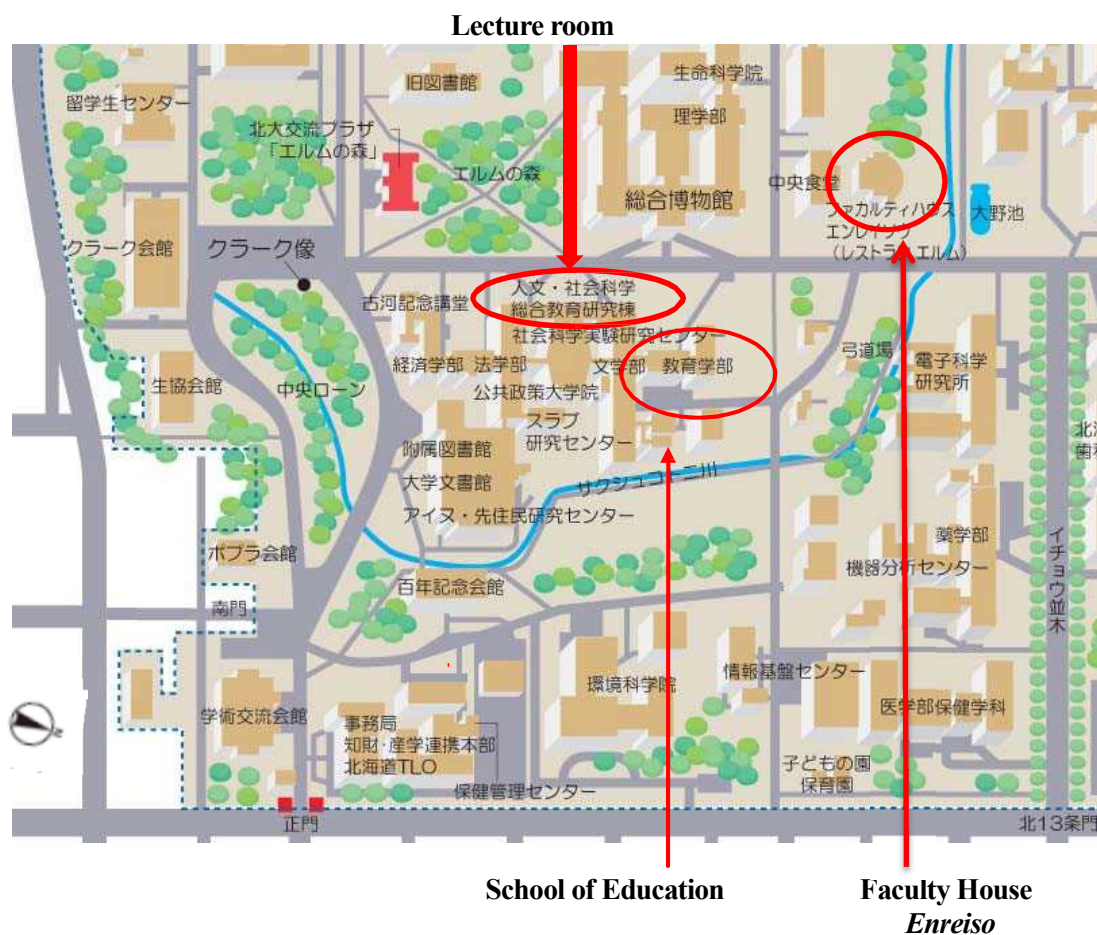 Lecture room
旧図書館
生命科学院
理学部
留学生センター
北大交流プラザ
「エルムの森」
エルムの森
総合博物館
中央食堂
ファカルティハウス
エンレイソウ
(レストランエルム)
大野池
クラーク会館
クラーク像
古河記念講堂
人文・社会科学
総合教育研究棟
社会科学実験研究センター
経済学部
法学部
文学部
教育学部
弓道場
電子科学
研究所
生協会館
中央ローン
公共政策大学院
スラブ
研究センター
附属図書館
大学文書館
アイヌ・先住民研究センター
サクシュコトニ川
ポプラ会館
百年記念会館
薬学部
機器分析センター
イチョウ並木
南門
環境科学院
情報基盤センター
学術交流会館
事務局
知財・産学連携本部
北海道TLO
医学部保健学科
子どもの園
保育園
保健管理センター
正門
北13条門
School of Education
Faculty House
Enreiso